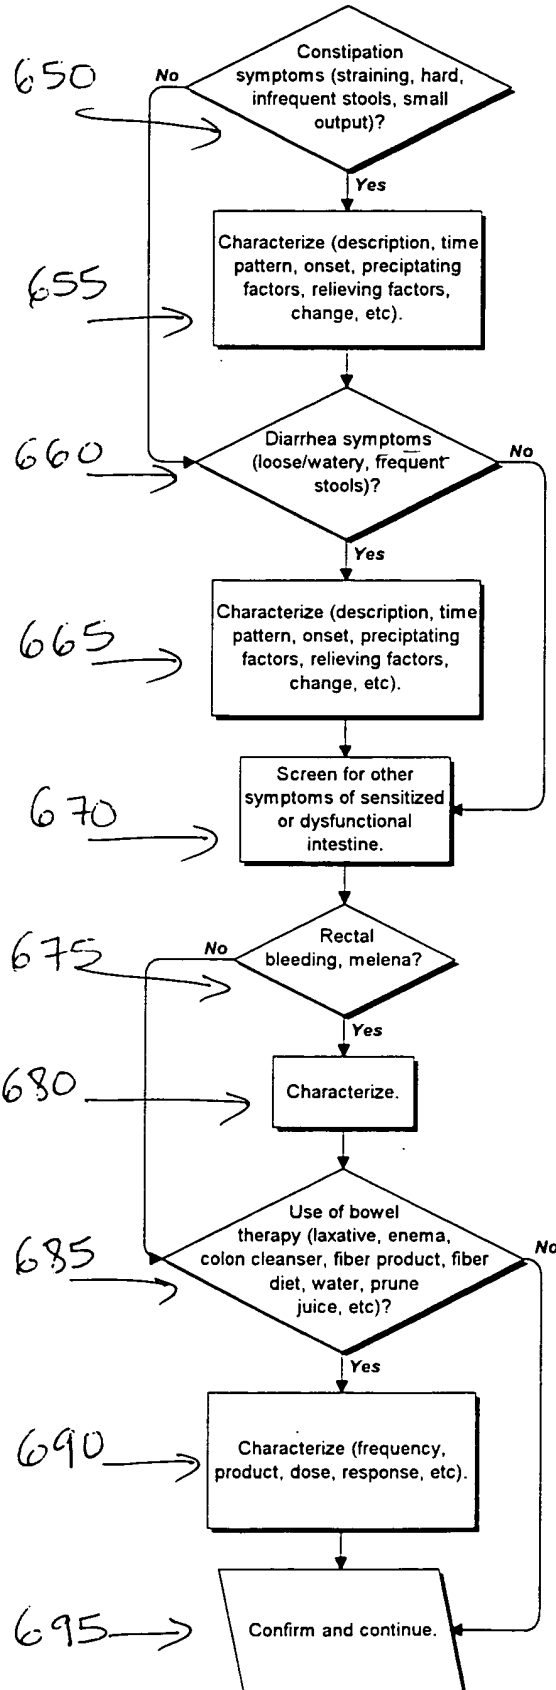 Constipation
symptoms (straining, hard,
infrequent stools, small
output)?
650
No
Yes
Characterize (description, time
pattern, onset, preciptating
factors, relieving factors,
change, etc).
655
Diarrhea symptoms
(loose/watery, frequent
stools)?
660
No
Yes
Characterize (description, time
pattern, onset, preciptating
factors, relieving factors,
change, etc).
665
Screen for other
symptoms of sensitized
or dysfunctional
intestine.
670
Rectal
bleeding, melena?
675
No
Yes
Characterize.
680
Use of bowel
therapy (laxative, enema,
colon cleanser, fiber product, fiber
diet, water, prune
juice, etc)?
685
No
Yes
Characterize (frequency,
product, dose, response, etc).
690
Confirm and continue.
695